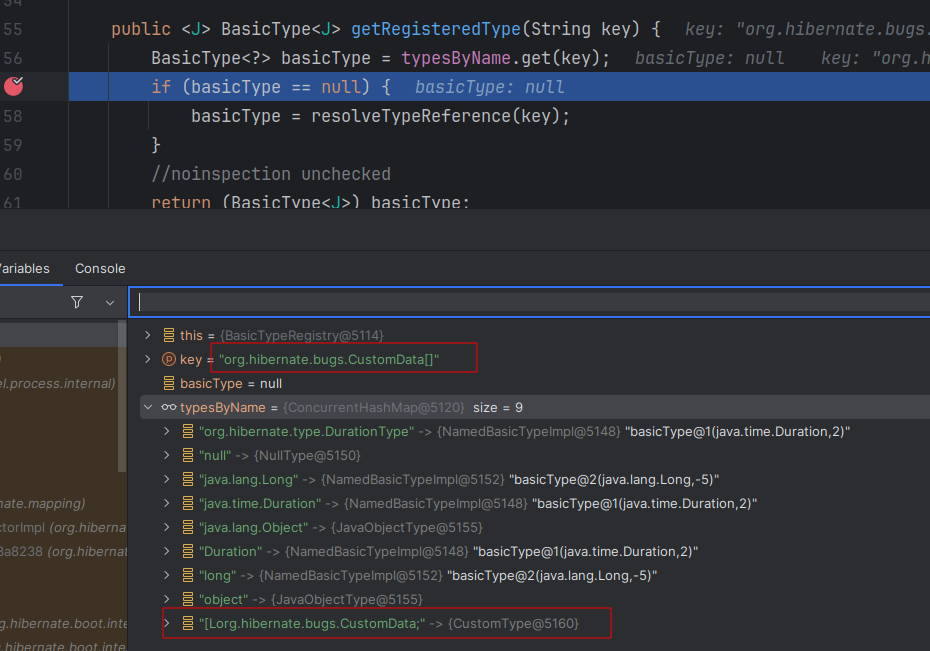 54
55 public <J> BasicType<J> getRegisteredType(String key) { key: "org.hibernate.bugs.
56 BasicType<?> basicType = typesByName.get(key); basicType: null key: "org.h
if (basicType == null) { basicType: null
58 basicType = resolveTypeReference(key);
59 }
60 //noinspection unchecked
61 return (BasicType<J>) basicType;
ariables Console
this = {BasicTypeRegistry@5114}
key = "org.hibernate.bugs.CustomData[]"
el.process.internal)
basicType = null
typesByName = {ConcurrentHashMap@5120} size = 9
"org.hibernate.type.DurationType" -> {NamedBasicTypeImpl@5148} "basicType@1(java.time.Duration,2)"
"null" -> {NullType@5150}
"java.lang.Long" -> {NamedBasicTypeImpl@5152} "basicType@2(java.lang.Long,-5)"
nate.mapping)
"java.time.Duration" -> {NamedBasicTypeImpl@5148} "basicType@1(java.time.Duration,2)"
ctorImpl (org.hiberna
"java.lang.Object" -> {JavaObjectType@5155}
8a8238 (org.hibernat
"Duration" -> {NamedBasicTypeImpl@5148} "basicType@1(java.time.Duration,2)"
"long" -> {NamedBasicTypeImpl@5152} "basicType@2(java.lang.Long,-5)"
"object" -> {JavaObjectType@5155}
g.hibernate.boot.inte
"[Lorg.hibernate.bugs.CustomData;" -> {CustomType@5160}
g.hibernate.boot.inte